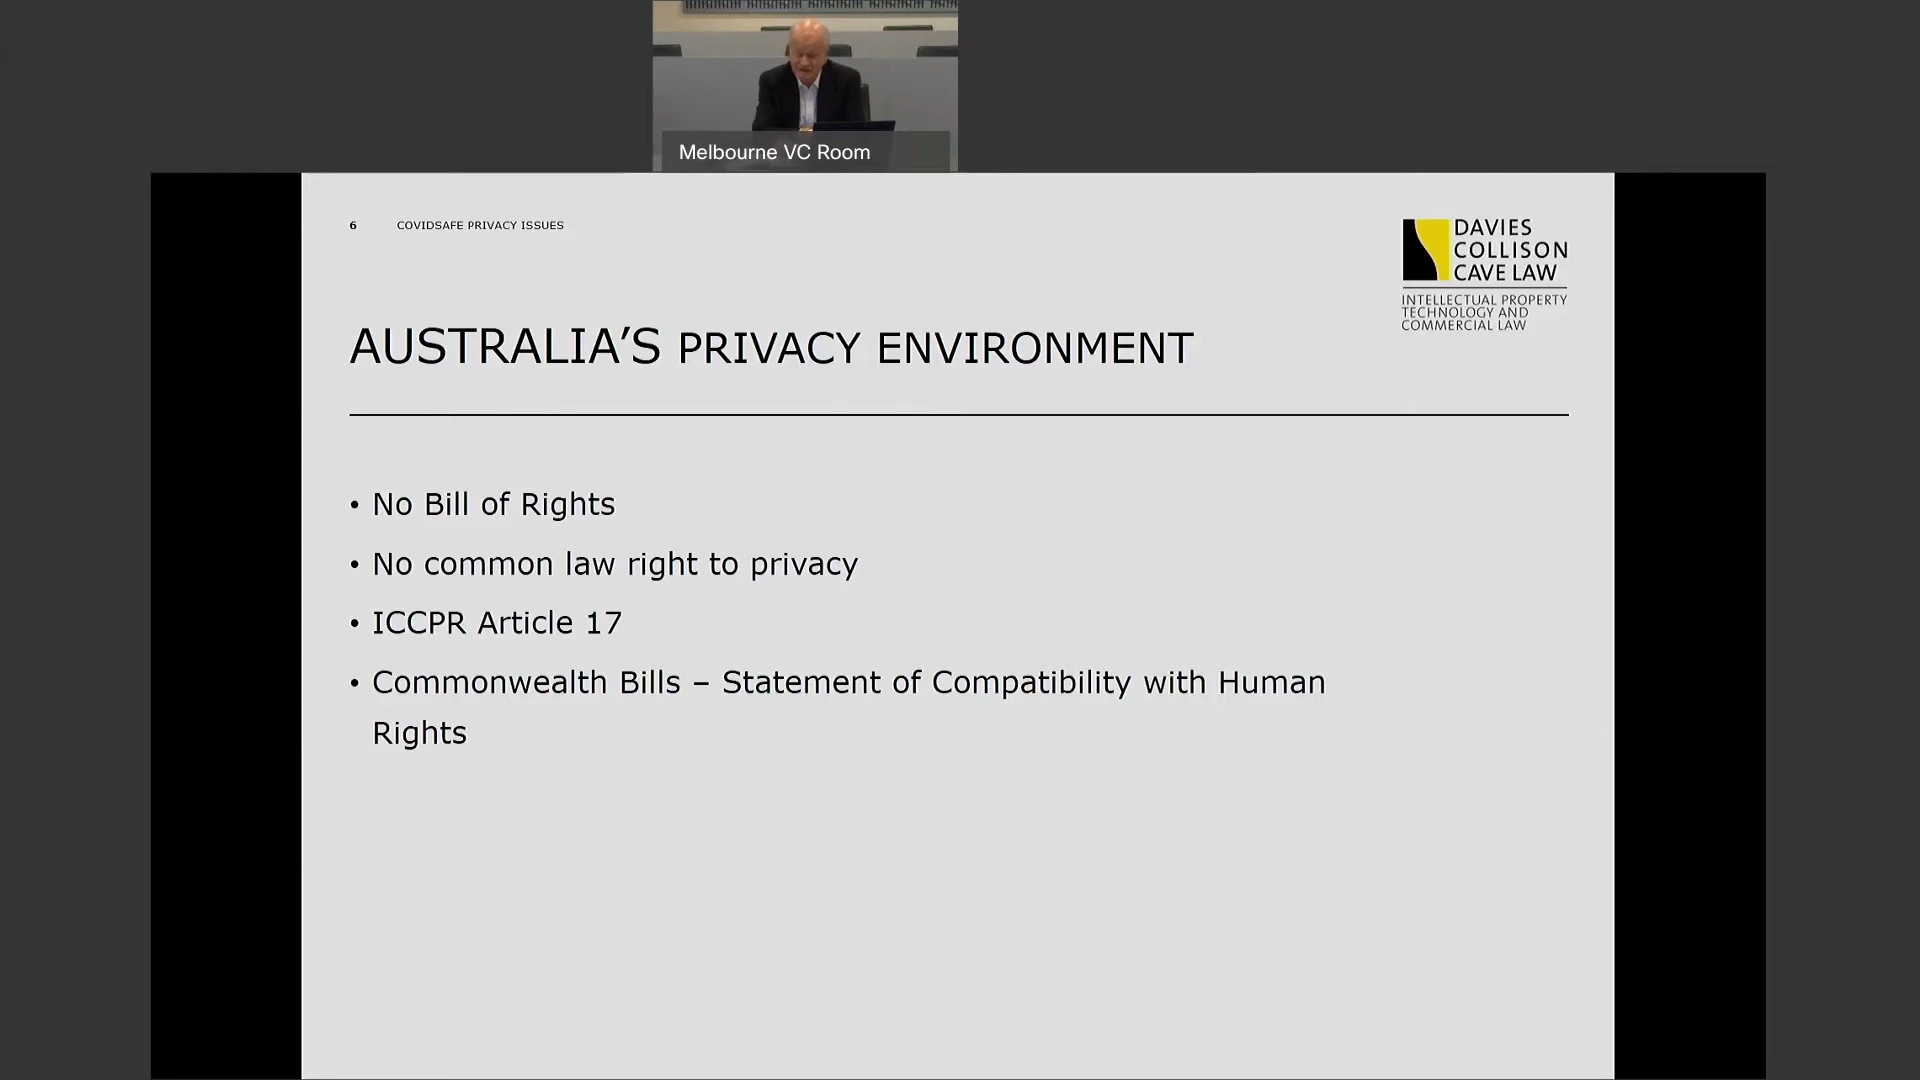 Melbourne VC Room
6 COVIDSAFE PRIVACY ISSUES
DAVIES
COLLISON
CAVE LAW
INTELLECTUAL PROPERTY
TECHNOLOGY AND
COMMERCIAL LAW
AUSTRALIA’S PRIVACY ENVIRONMENT
• No Bill of Rights
• No common law right to privacy
• ICCPR Article 17
• Commonwealth Bills – Statement of Compatibility with Human
Rights